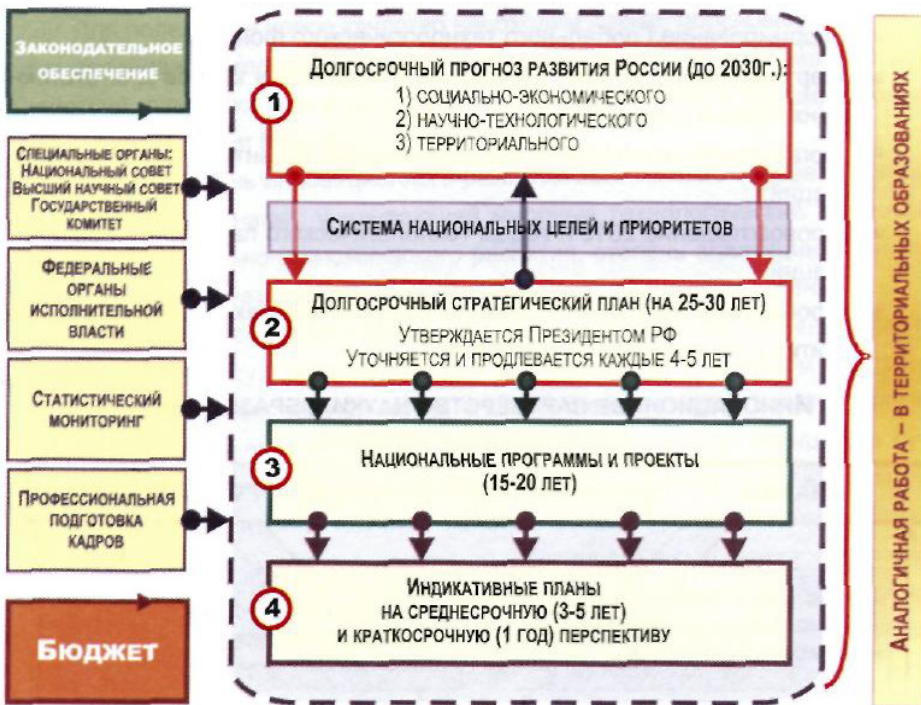 Законодательное
обеспечение
Специальные органы:
Национальный совет
Высший научный совет
Государственный
комитет
Федеральные
органы
исполнительной
власти
Статистический
мониторинг
Профессиональная
подготовка
кадров
Бюджет
1
Долгосрочный прогноз развития России (до 2030г.):
1) социально-экономического
2) научно-технологического
3) территориального
Система национальных целей и приоритетов
2
Долгосрочный стратегический план (на 25-30 лет)
Утверждается Президентом РФ
Уточняется и продлевается каждые 4-5 лет
3
Национальные программы и проекты
(15-20 лет)
4
Индикативные планы
на среднесрочную (3-5 лет)
и краткосрочную (1 год) перспективу
Аналогичная работа – в территориальных образованиях